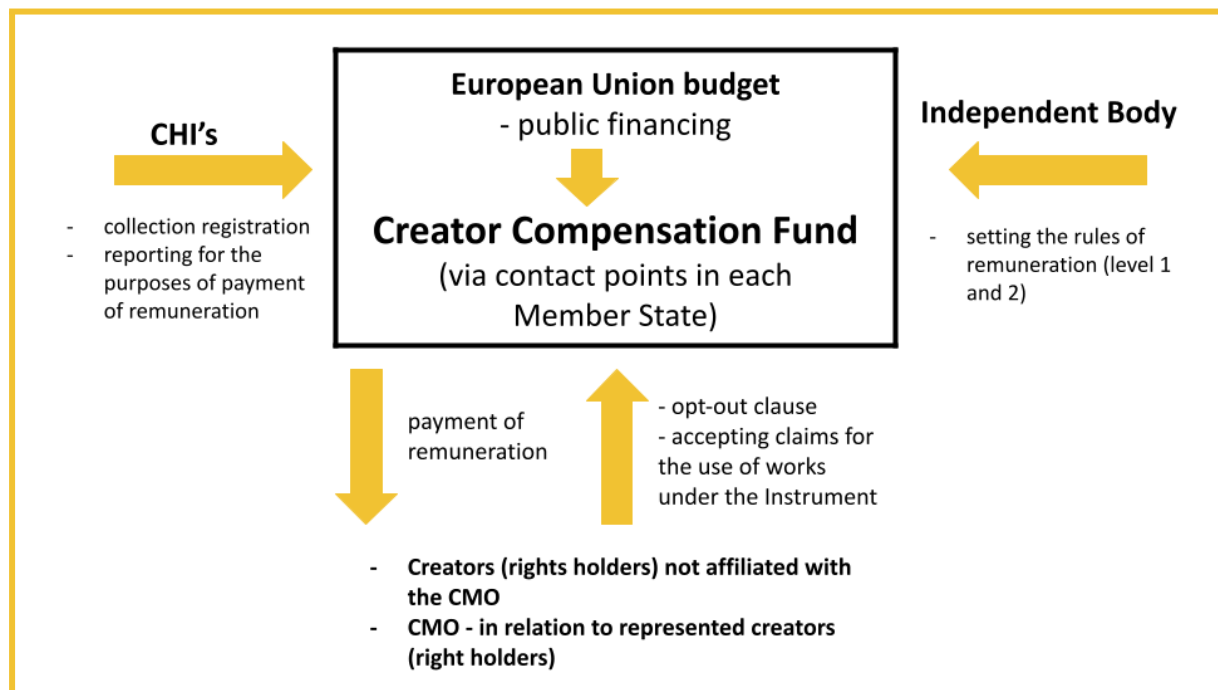 European Union budget
- public financing
CHI's
Independent Body
Creator Compensation Fund
(via contact points in each
Member State)
- collection registration
- reporting for the
purposes of payment
of remuneration
- setting the rules of
remuneration (level 1
and 2)
payment of
remuneration
- opt-out clause
- accepting claims for
the use of works
under the Instrument
- Creators (rights holders) not affiliated with
the CMO
- CMO - in relation to represented creators
(right holders)